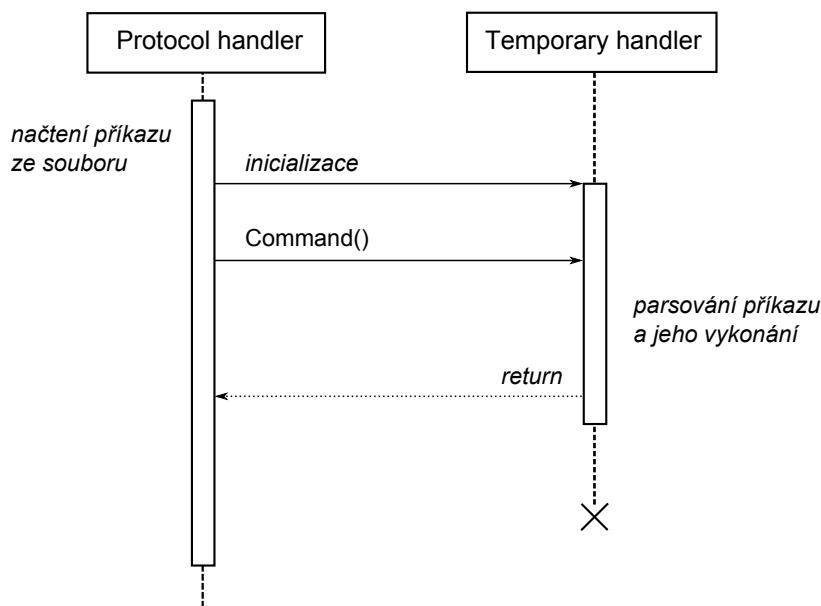 Protocol handler
Temporary handler
načtení příkazu
ze souboru
inicializace
Command()
parsování příkazu
a jeho vykonání
return